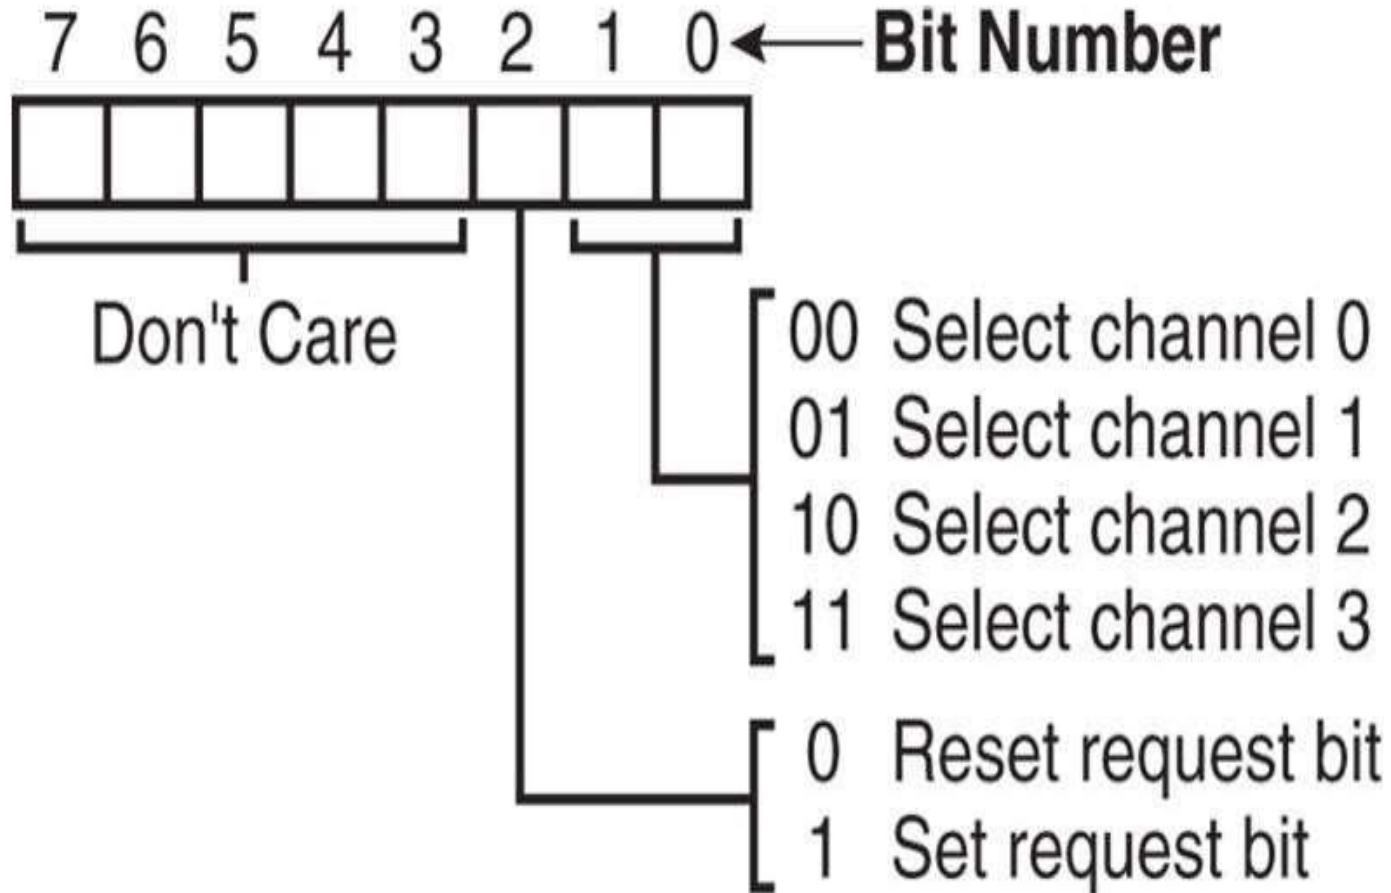 7 6 5 4 3 2 1 0 Bit Number
Don't Care
00 Select channel 0
01 Select channel 1
10 Select channel 2
11 Select channel 3
0 Reset request bit
1 Set request bit